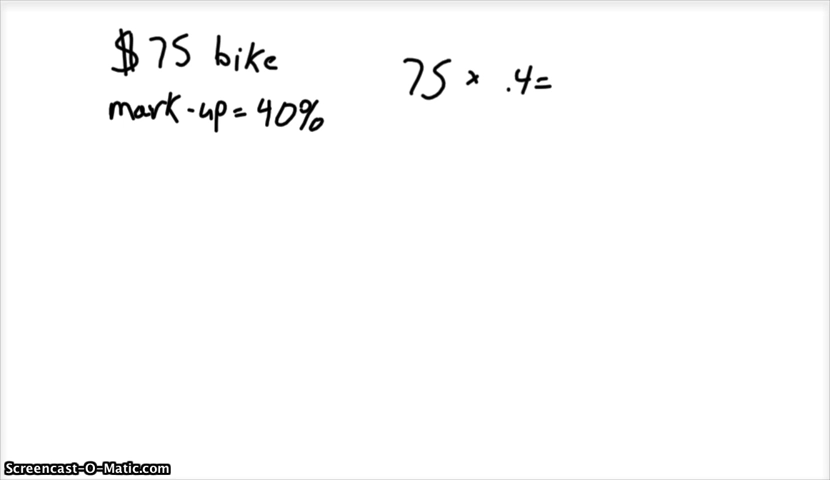 $75 bike
mark-up = 40%
75 × .4=
Screencast-O-Matic.com